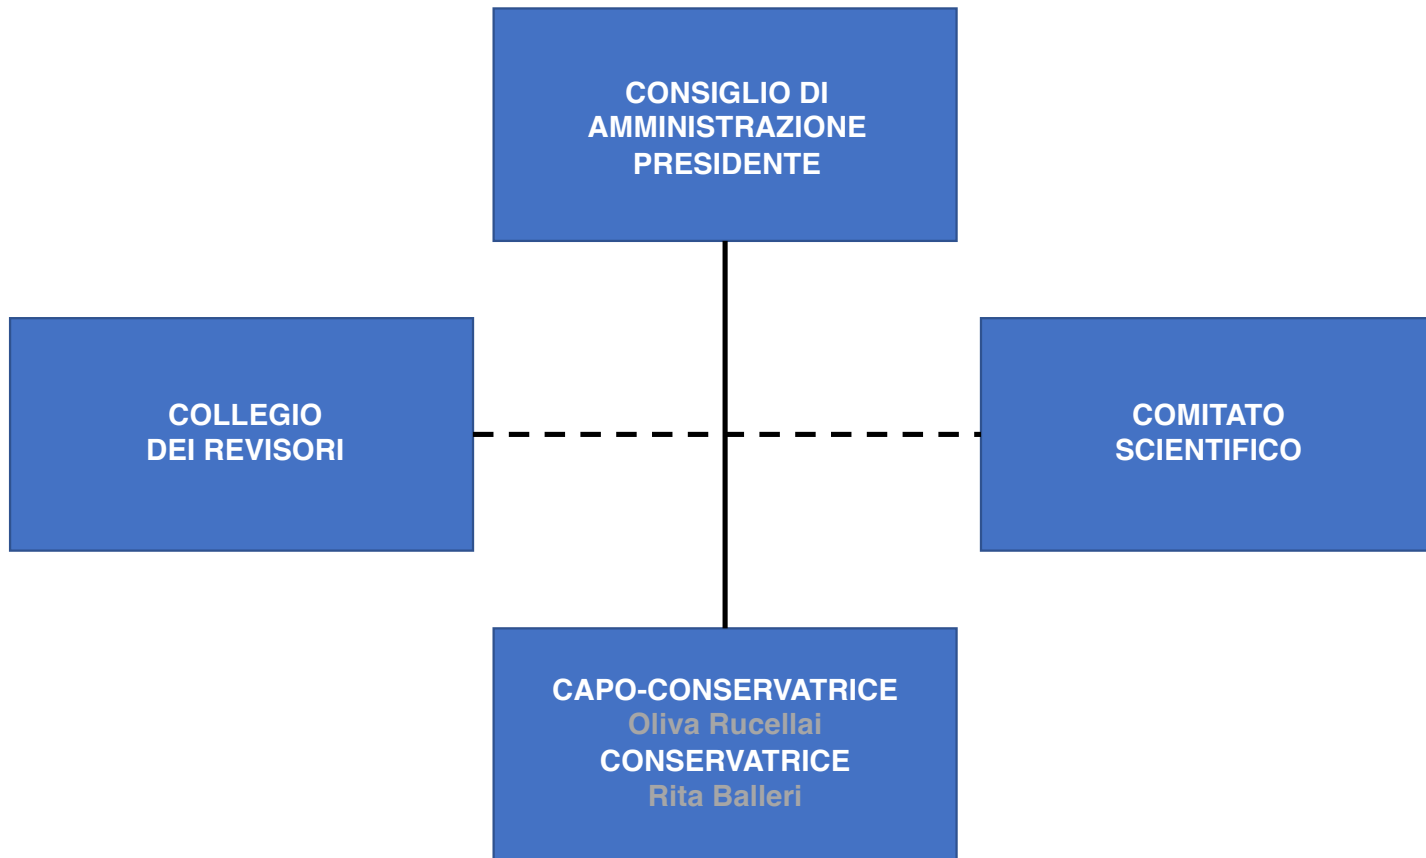 CONSIGLIO DI
AMMINISTRAZIONE
PRESIDENTE
COLLEGIO
DEI REVISORI
COMITATO
SCIENTIFICO
CAPO-CONSERVATRICE
Oliva Rucellai
CONSERVATRICE
Rita Balleri